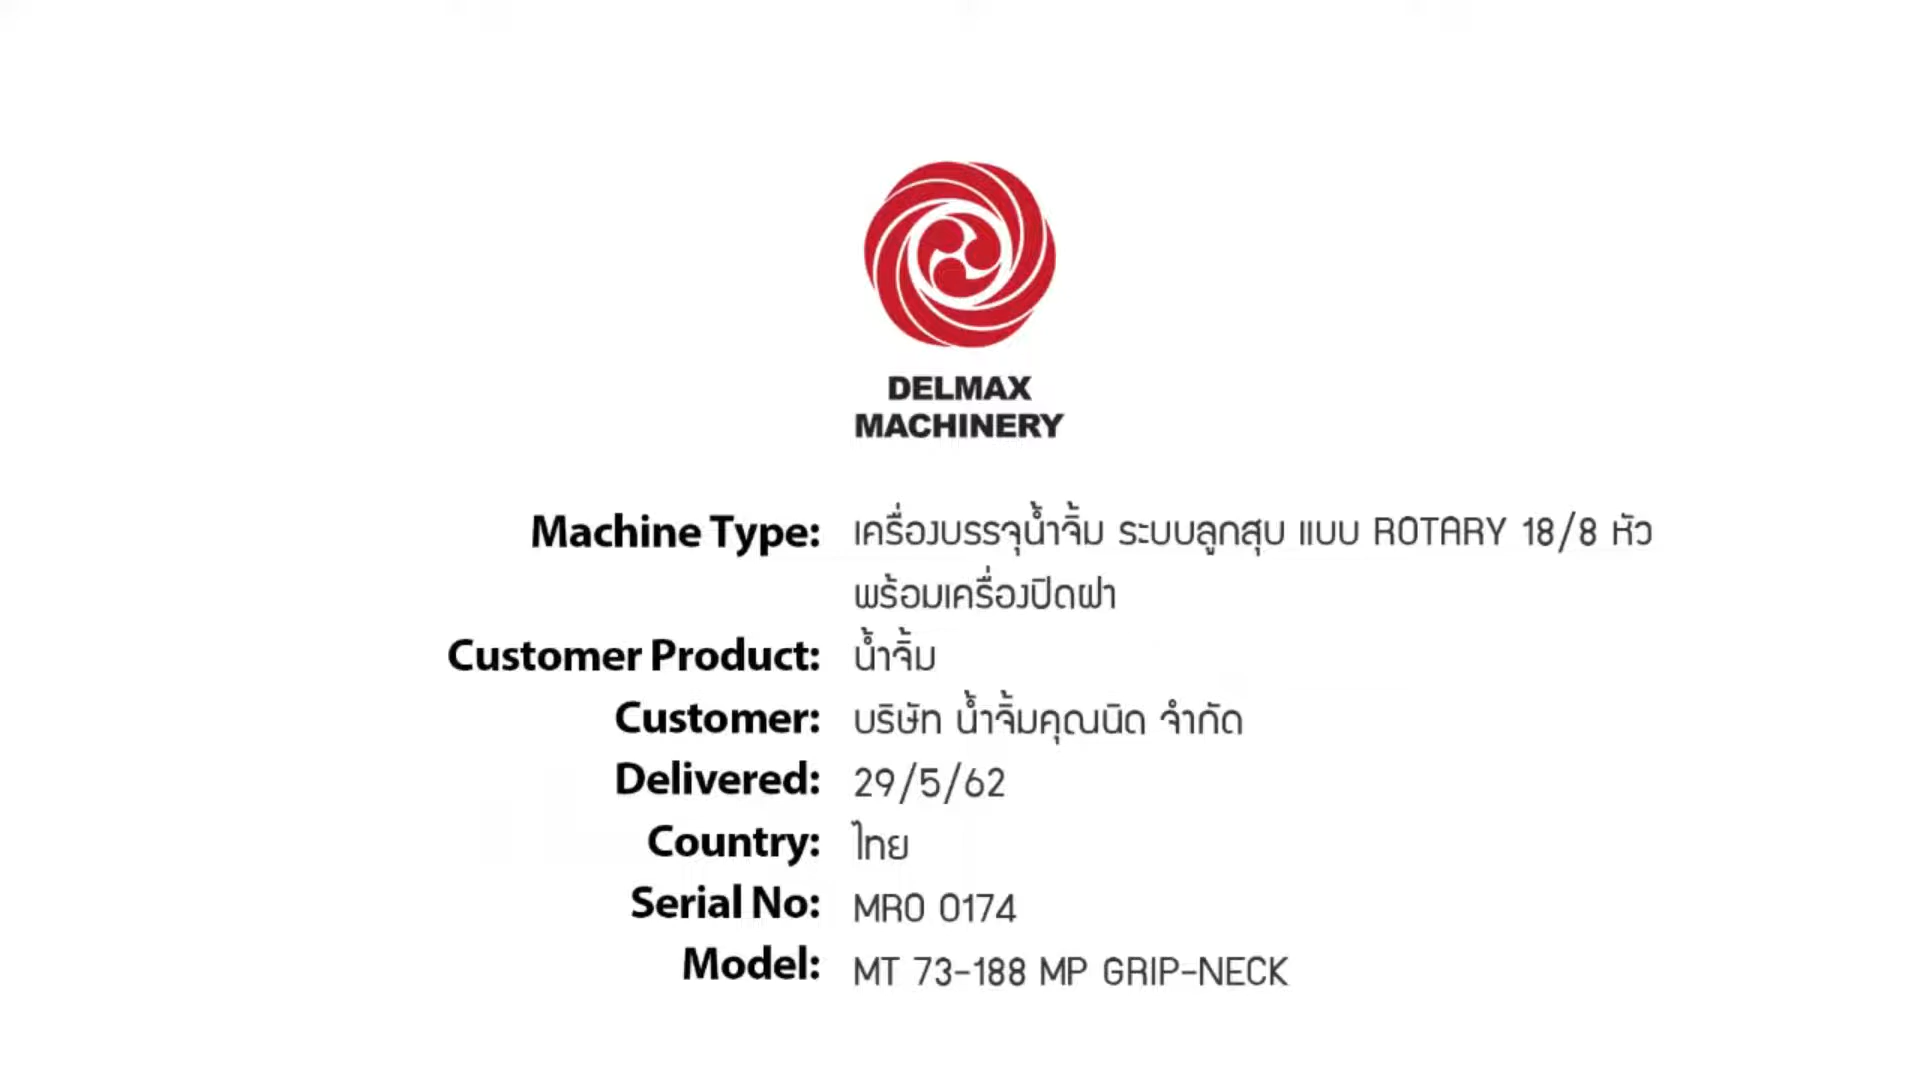 DELMAX
MACHINERY
Machine Type: เครื่องบรรจุน้ำจิ้ม ระบบลูกสุบ แบบ ROTARY 18/8 หัว
พร้อมเครื่องปิดฝา
Customer Product: น้ำจิ้ม
Customer: บริษัท น้ำจิ้มคุณนิด จำกัด
Delivered: 29/5/62
Country: ไทย
Serial No: MRO 0174
Model: MT 73-188 MP GRIP-NECK